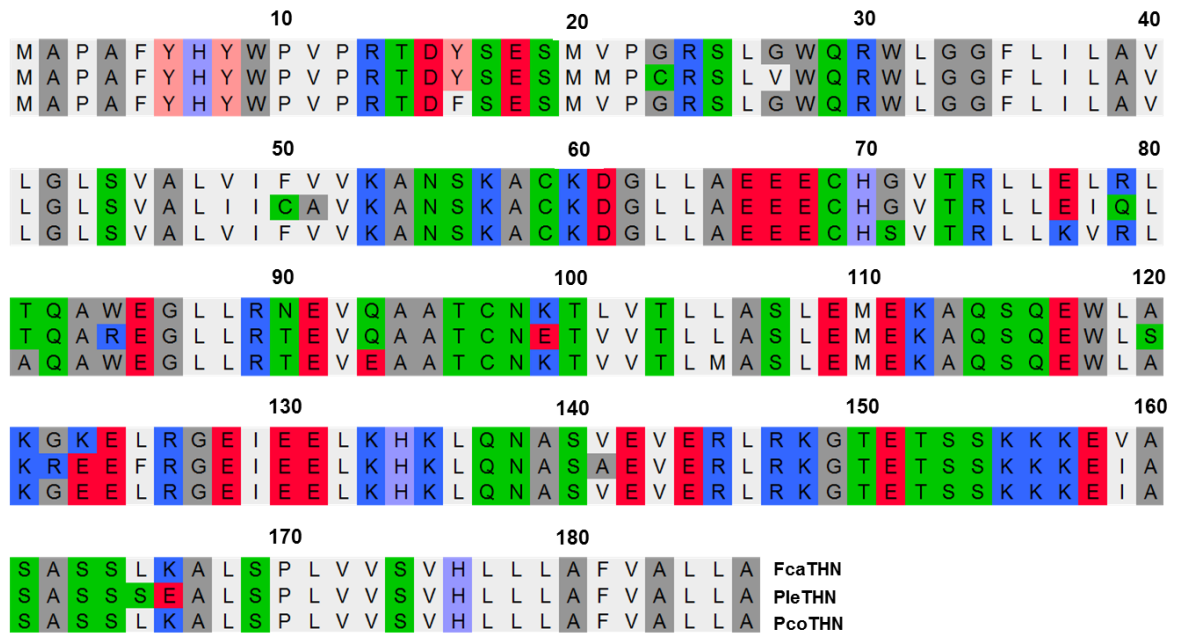 10 20 30 40
M A P A F Y H Y W P V P R T D Y S E S M V P G R S L G W Q R W L G G F L I L A V
M A P A F Y H Y W P V P R T D Y S E S M M P C R S L V W Q R W L G G F L I L A V
M A P A F Y H Y W P V P R T D F S E S M V P G R S L G W Q R W L G G F L I L A V
50 60 70 80
L G L S V A L V I F V V K A N S K A C K D G L L A E E E C H G V T R L L E L R L
L G L S V A L I I C A V K A N S K A C K D G L L A E E E C H G V T R L L E I Q L
L G L S V A L V I F V V K A N S K A C K D G L L A E E E C H S V T R L L K V R L
90 100 110 120
T Q A W E G L L R N E V Q A A T C N K T L V T L L A S L E M E K A Q S Q E W L A
T Q A R E G L L R T E V Q A A T C N E T V V T L L A S L E M E K A Q S Q E W L S
A Q A W E G L L R T E V E A A T C N K T V V T L M A S L E M E K A Q S Q E W L A
130 140 150 160
K G K E L R G E I E E L K H K L Q N A S V E V E R L R K G T E T S S K K K E V A
K R E E F R G E I E E L K H K L Q N A S A E V E R L R K G T E T S S K K K E I A
K G E E L R G E I E E L K H K L Q N A S V E V E R L R K G T E T S S K K K E I A
170 180
S A S S L K A L S P L V V S V H L L L A F V A L L A FcaTHN
S A S S S E A L S P L V V S V H L L L A F V A L L A PleTHN
S A S S L K A L S P L V V S V H L L L A F V A L L A PcoTHN